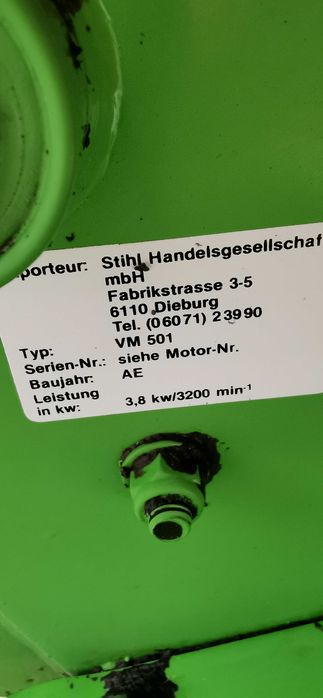 porteur: Stihl Handelsgesellschaf
mbH
Fabrikstrasse 3-5
6110 Dieburg
Tel. (06071) 23990
Typ: VM 501
Serien-Nr.: siehe Motor-Nr.
Baujahr: AE
Leistung
in kw: 3,8 kw/3200 min-1